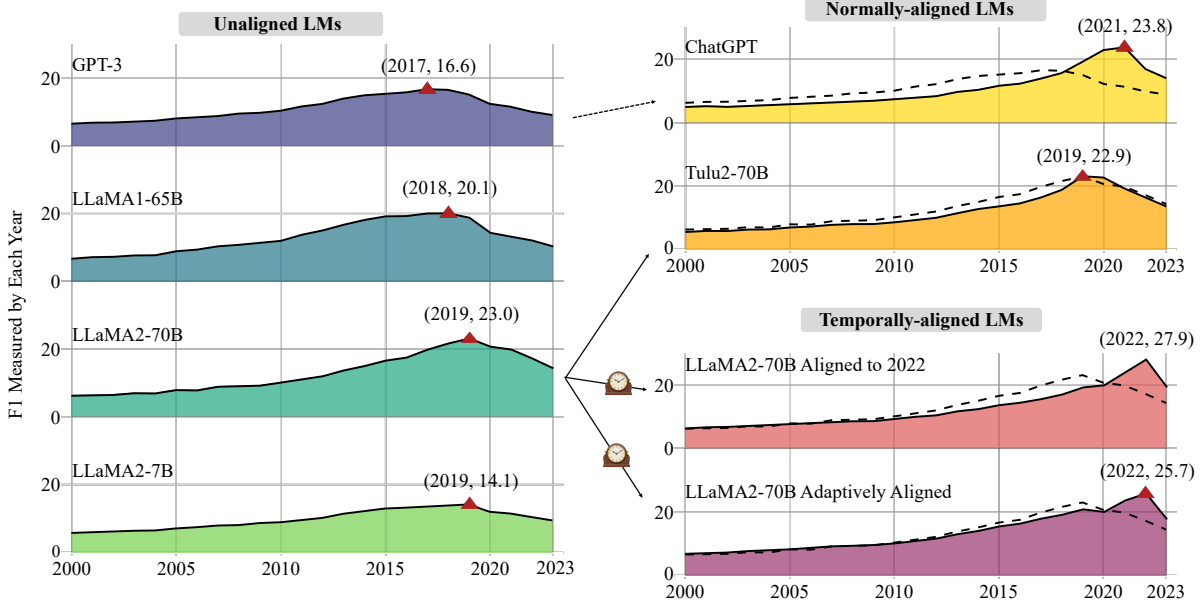 Unaligned LMs
F1 Measured by Each Year
GPT-3
(2017, 16.6)
20
0
LLaMA1-65B
(2018, 20.1)
20
0
LLaMA2-70B
(2019, 23.0)
20
0
LLaMA2-7B
(2019, 14.1)
20
0
2000 2005 2010 2015 2020 2023
Normally-aligned LMs
ChatGPT
(2021, 23.8)
20
0
Tulu2-70B
(2019, 22.9)
20
0
2000 2005 2010 2015 2020 2023
Temporally-aligned LMs
LLaMA2-70B Aligned to 2022
(2022, 27.9)
20
0
LLaMA2-70B Adaptively Aligned
(2022, 25.7)
20
0
2000 2005 2010 2015 2020 2023